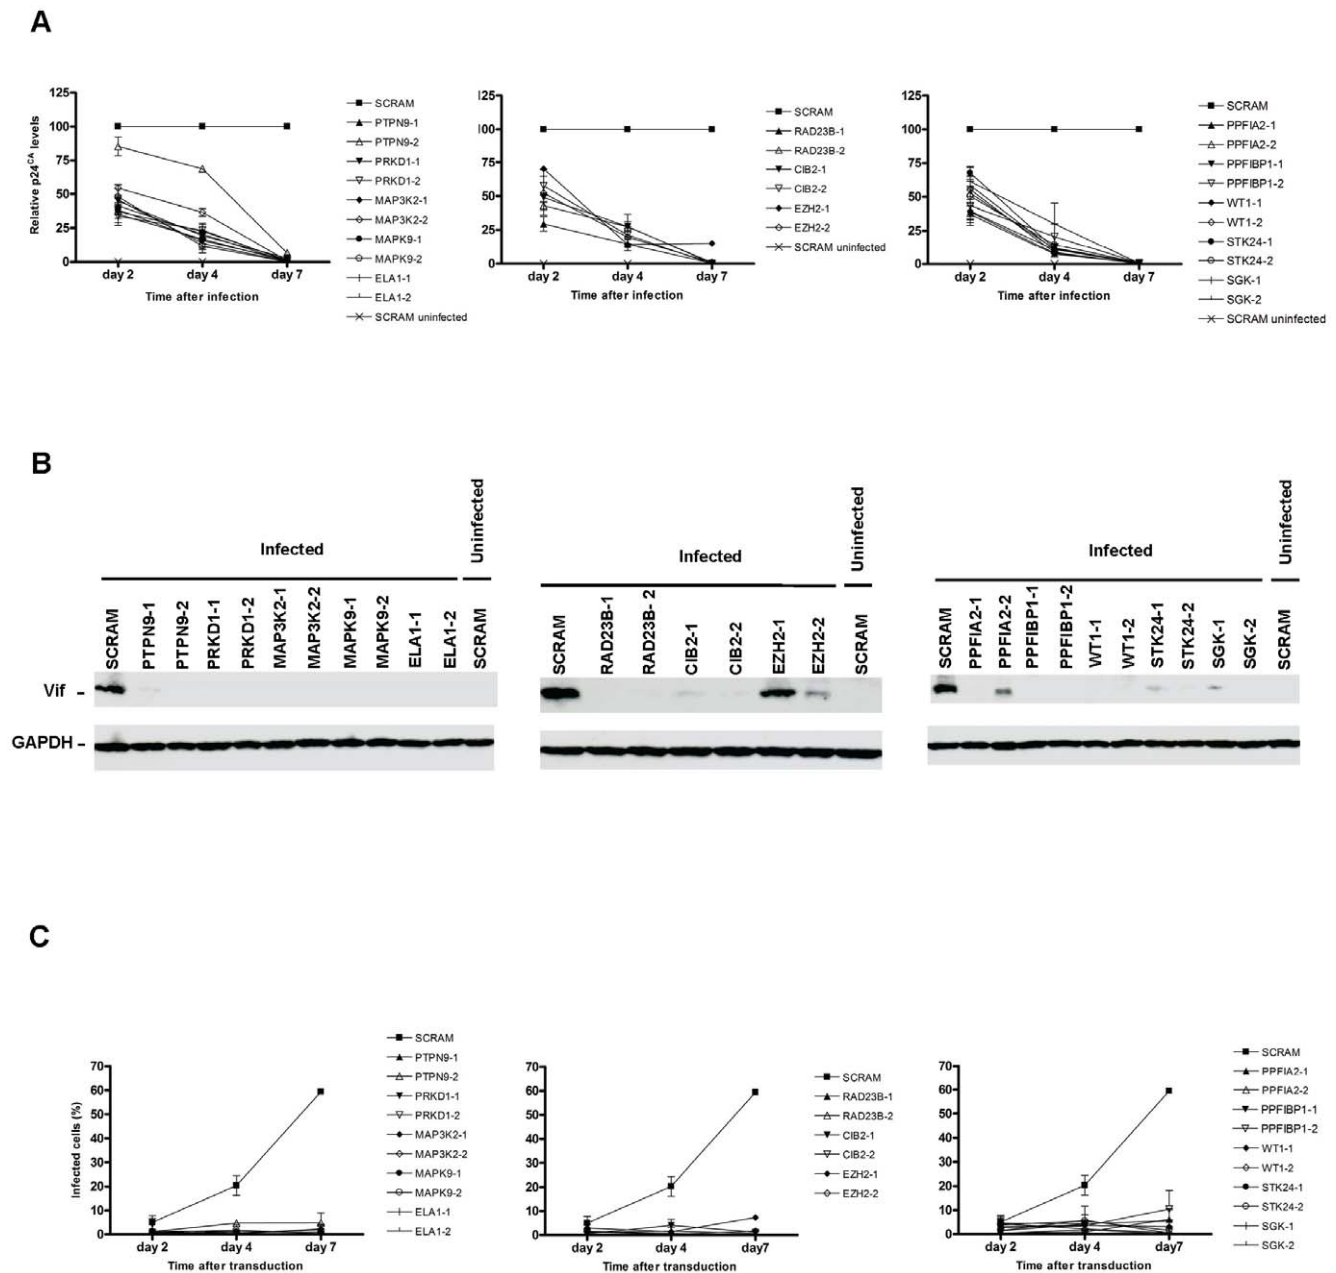 A
Relative p24CA levels
125
100
75
50
25
0
day 2 day 4 day 7
Time after infection
SCRAM
PTPN9-1
PTPN9-2
PRKD1-1
PRKD1-2
MAP3K2-1
MAP3K2-2
MAPK9-1
MAPK9-2
ELA1-1
ELA1-2
SCRAM uninfected
125
100
75
50
25
0
day 2 day 4 day 7
Time after infection
SCRAM
RAD23B-1
RAD23B-2
CIB2-1
CIB2-2
EZH2-1
EZH2-2
SCRAM uninfected
125
100
75
50
25
0
day 2 day 4 day 7
Time after infection
SCRAM
PPFIA2-1
PPFIA2-2
PPFIBP1-1
PPFIBP1-2
WT1-1
WT1-2
STK24-1
STK24-2
SGK-1
SGK-2
SCRAM uninfected
B
Infected
Uninfected
SCRAM
PTPN9-1
PTPN9-2
PRKD1-1
PRKD1-2
MAP3K2-1
MAP3K2-2
MAPK9-1
MAPK9-2
ELA1-1
ELA1-2
SCRAM
Vif -
GAPDH -
Infected
Uninfected
SCRAM
RAD23B-1
RAD23B- 2
CIB2-1
CIB2-2
EZH2-1
EZH2-2
SCRAM
Infected
Uninfected
SCRAM
PPFIA2-1
PPFIA2-2
PPFIBP1-1
PPFIBP1-2
WT1-1
WT1-2
STK24-1
STK24-2
SGK-1
SGK-2
SCRAM
C
Infected cells (%)
70
60
50
40
30
20
10
0
day 2 day 4 day 7
Time after transduction
SCRAM
PTPN9-1
PTPN9-2
PRKD1-1
PRKD1-2
MAP3K2-1
MAP3K2-2
MAPK9-1
MAPK9-2
ELA1-1
ELA1-2
70
60
50
40
30
20
10
0
day 2 day 4 day7
Time after transduction
SCRAM
RAD23B-1
RAD23B-2
CIB2-1
CIB2-2
EZH2-1
EZH2-2
70
60
50
40
30
20
10
0
day 2 day 4 day7
Time after transduction
SCRAM
PPFIA2-1
PPFIA2-2
PPFIBP1-1
PPFIBP1-2
WT1-1
WT1-2
STK24-1
STK24-2
SGK-1
SGK-2